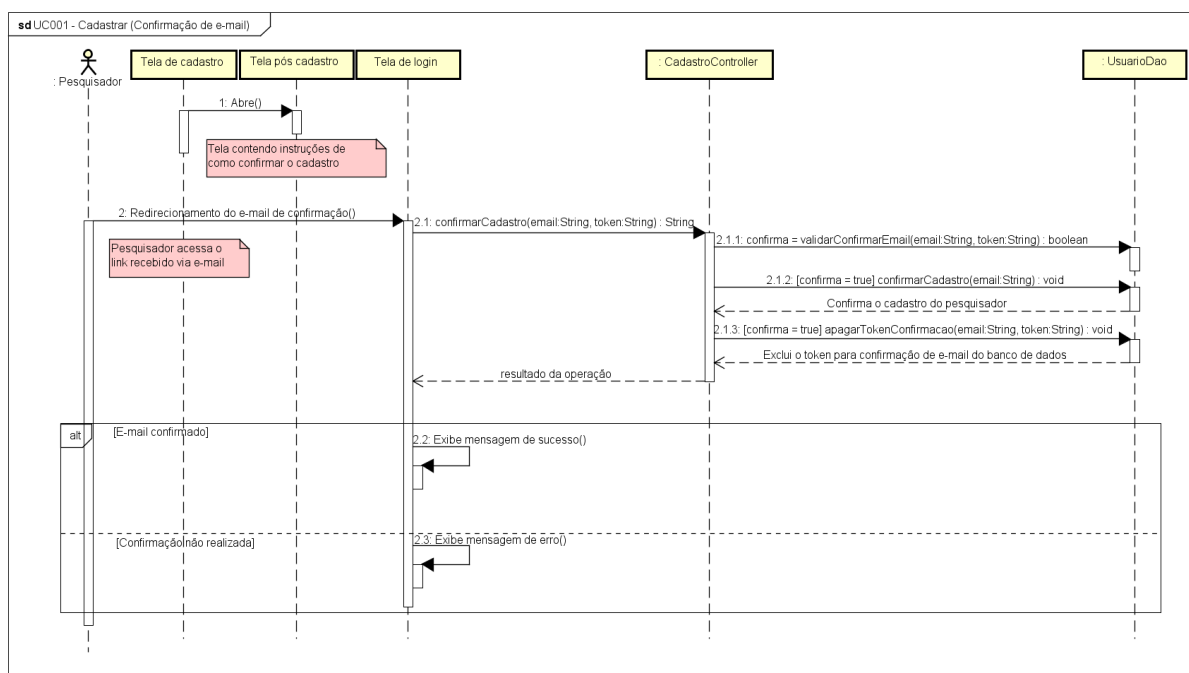 sd UC001 - Cadastrar (Confirmação de e-mail)
: Pesquisador
Tela de cadastro
Tela pós cadastro
Tela de login
: CadastroController
: UsuarioDao
1: Abre()
Tela contendo instruções de
como confirmar o cadastro
2: Redirecionamento do e-mail de confirmação()
2.1: confirmarCadastro(email:String, token:String) : String
Pesquisador acessa o
link recebido via e-mail
2.1.1: confirma = validarConfirmarEmail(email:String, token:String) : boolean
2.1.2: [confirma = true] confirmarCadastro(email:String) : void
Confirma o cadastro do pesquisador
2.1.3: [confirma = true] apagarTokenConfirmacao(email:String, token:String) : void
Exclui o token para confirmação de e-mail do banco de dados
resultado da operação
alt
[E-mail confirmado]
2.2: Exibe mensagem de sucesso()
[Confirmação não realizada]
2.3: Exibe mensagem de erro()